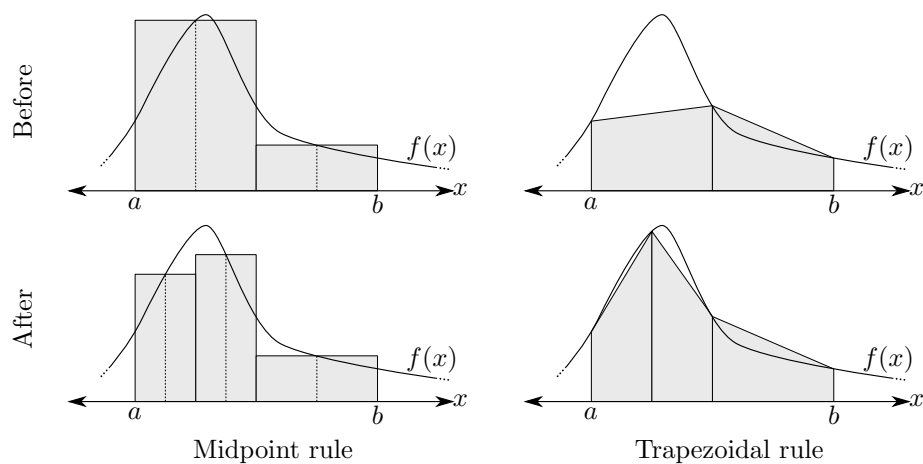 Before
f(x)
x
a
b
f(x)
x
a
b
After
f(x)
x
a
b
f(x)
x
a
b
Midpoint rule
Trapezoidal rule